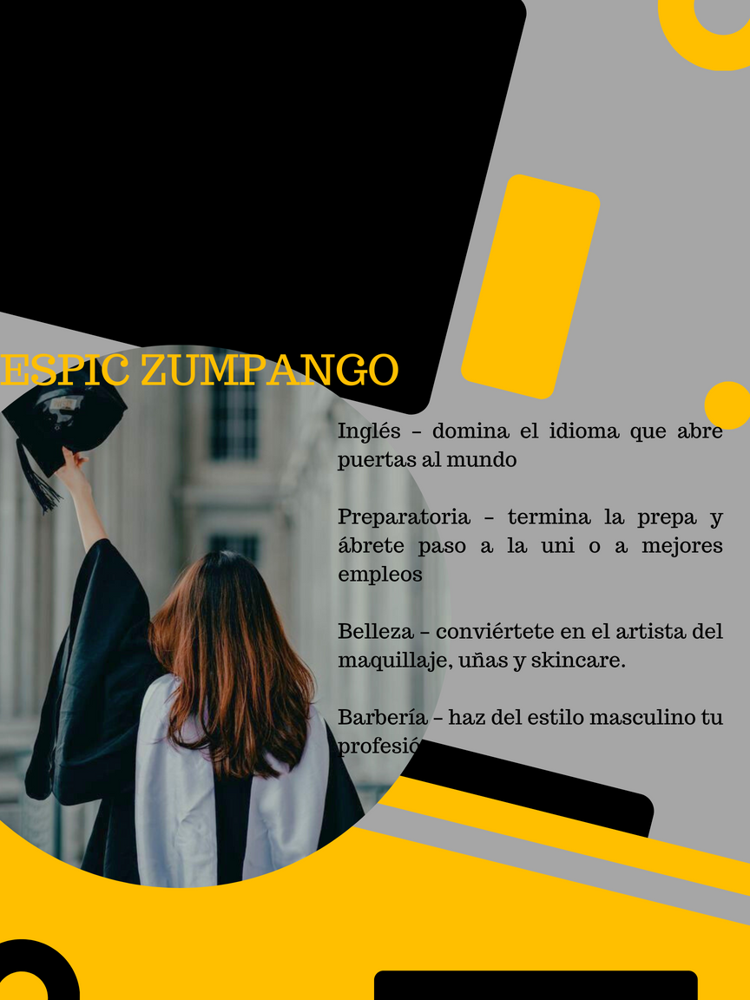 ESPIC ZUMPANGO
Inglés – domina el idioma que abre
puertas al mundo
Preparatoria – termina la prepa y
ábrete paso a la uni o a mejores
empleos
Belleza – conviértete en el artista del
maquillaje, uñas y skincare.
Barbería – haz del estilo masculino tu
profesió